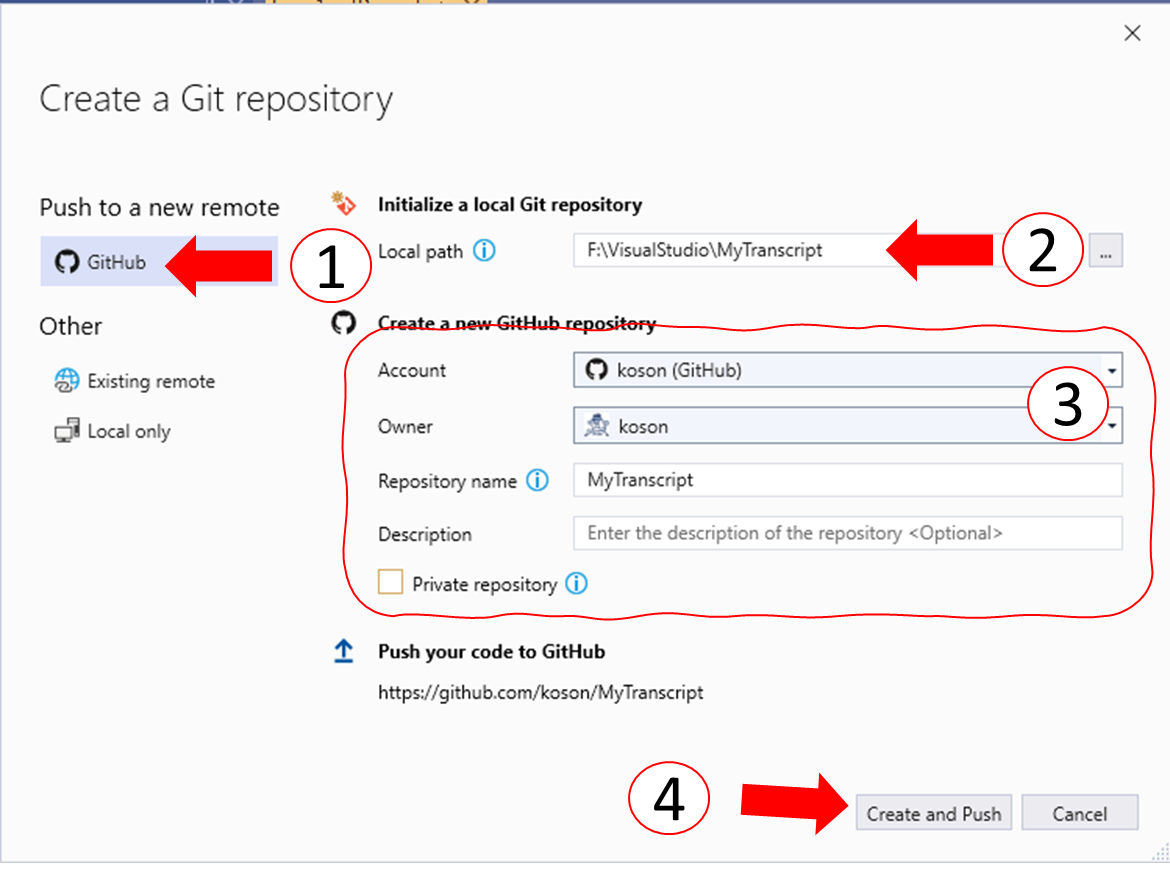 Create a Git repository
Push to a new remote
GitHub
1
Other
Existing remote
Local only
Initialize a local Git repository
Local path
F:\VisualStudio\MyTranscript
2
...
Create a new GitHub repository
Account
koson (GitHub)
3
Owner
koson
Repository name
MyTranscript
Description
Enter the description of the repository <Optional>
Private repository
Push your code to GitHub
https://github.com/koson/MyTranscript
4
Create and Push
Cancel